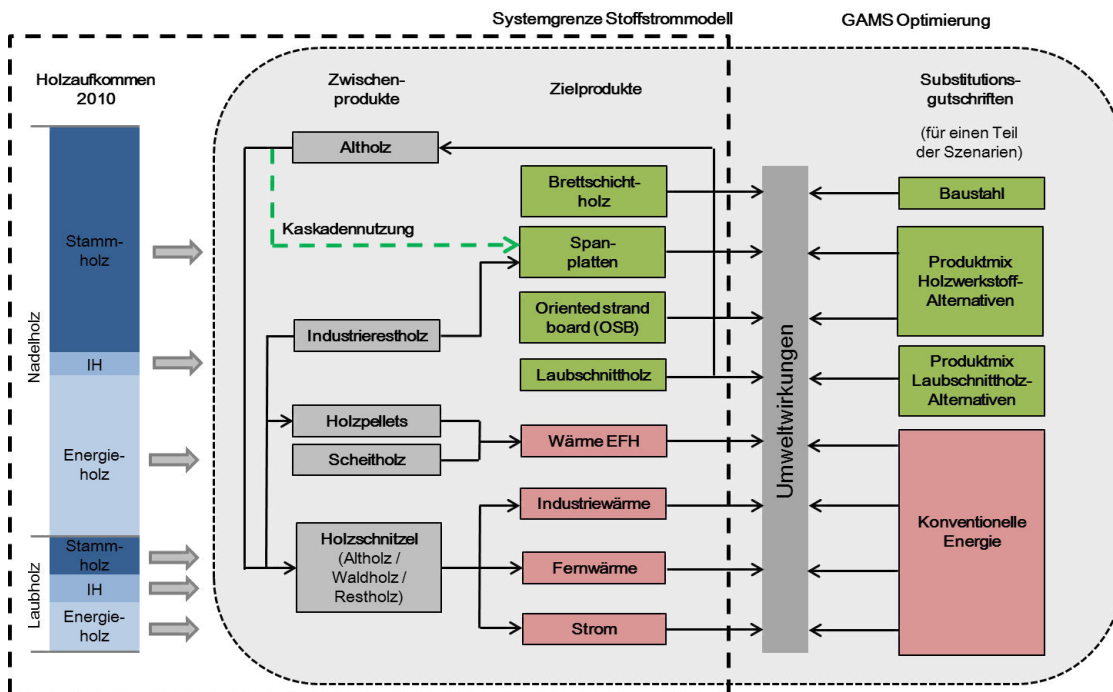 Systemgrenze Stoffstrommodell
GAMS Optimierung
Holzaufkommen
2010
Zwischen-
produkte
Zielprodukte
Substitutions-
gutschriften
(für einen Teil
der Szenarien)
Nadelholz
Stamm-
holz
IH
Energie-
holz
Laubholz
Stamm-
holz
IH
Energie-
holz
Altholz
Kaskadennutzung
Industrierestholz
Holzpellets
Scheitholz
Holzschnitzel
(Altholz /
Waldholz /
Restholz)
Brettschicht-
holz
Span-
platten
Oriented strand
board (OSB)
Laubschnittholz
Wärme EFH
Industriewärme
Fernwärme
Strom
Umweltwirkungen
Baustahl
Produktmix
Holzwerkstoff-
Alternativen
Produktmix
Laubschnittholz-
Alternativen
Konventionelle
Energie